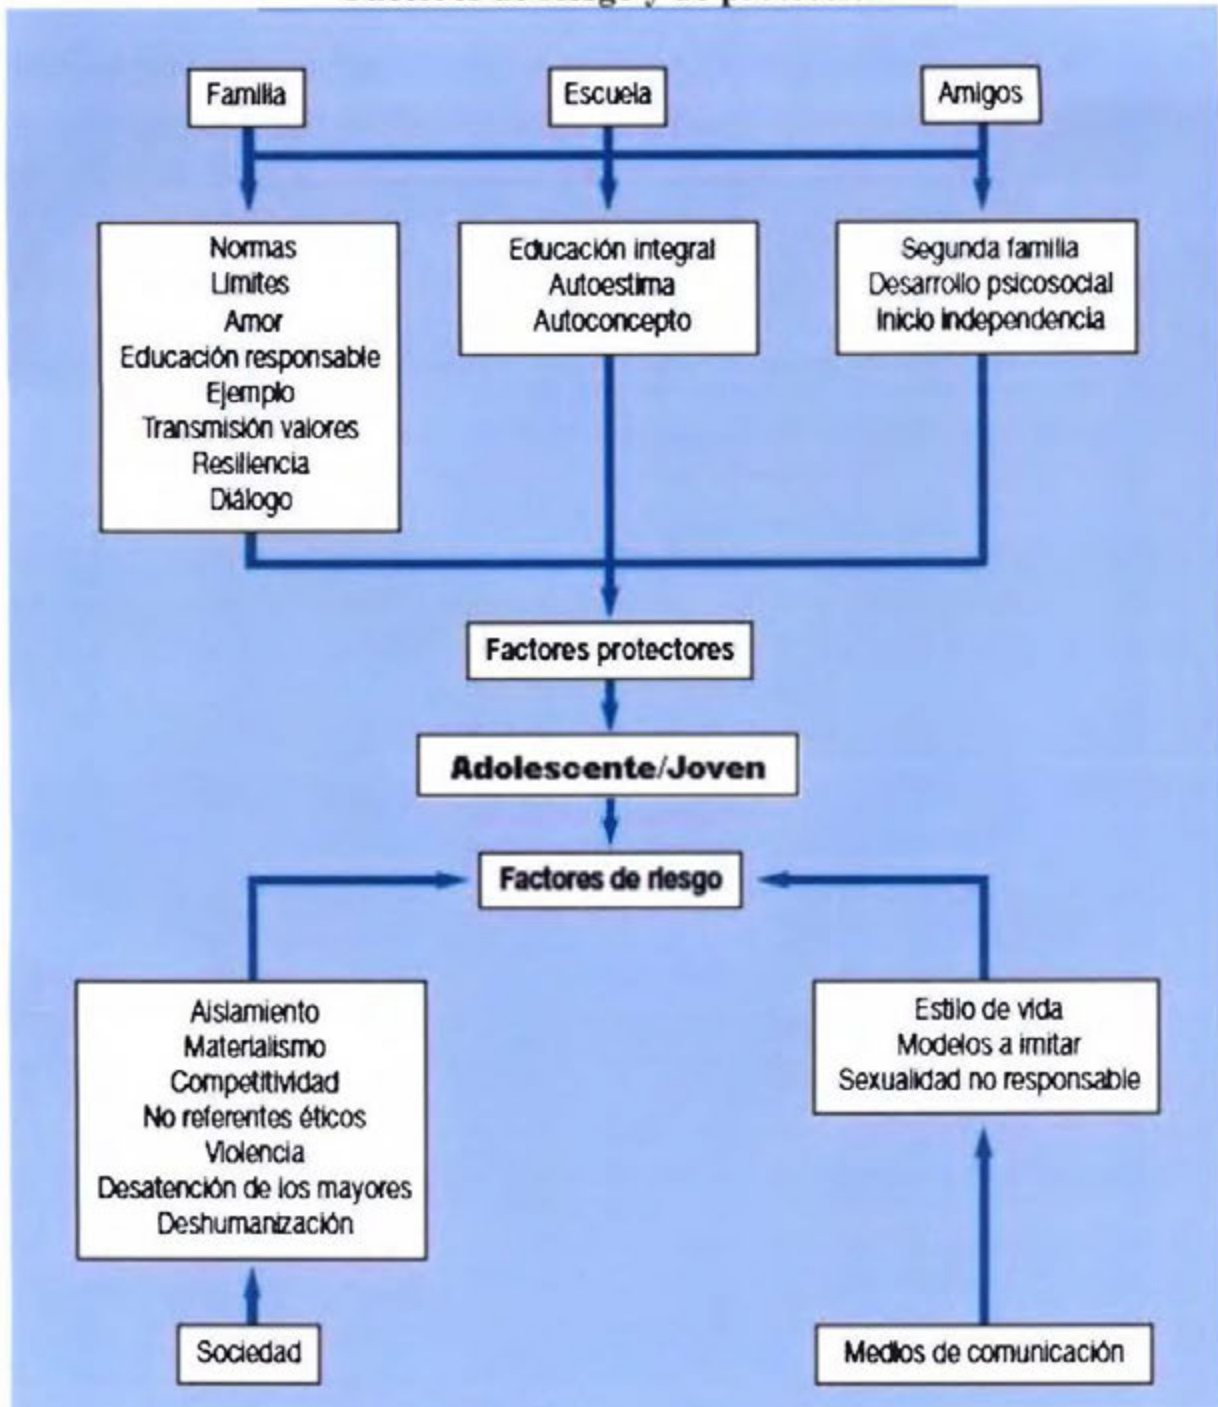 Familia
Escuela
Amigos
Normas
Límites
Amor
Educación responsable
Ejemplo
Transmisión valores
Resiliencia
Diálogo
Educación integral
Autoestima
Autoconcepto
Segunda familia
Desarrollo psicosocial
Inicio independencia
Factores protectores
Adolescente/Joven
Factores de riesgo
Aislamiento
Materialismo
Competitividad
No referentes éticos
Violencia
Desatención de los mayores
Deshumanización
Estilo de vida
Modelos a imitar
Sexualidad no responsable
Sociedad
Medios de comunicación